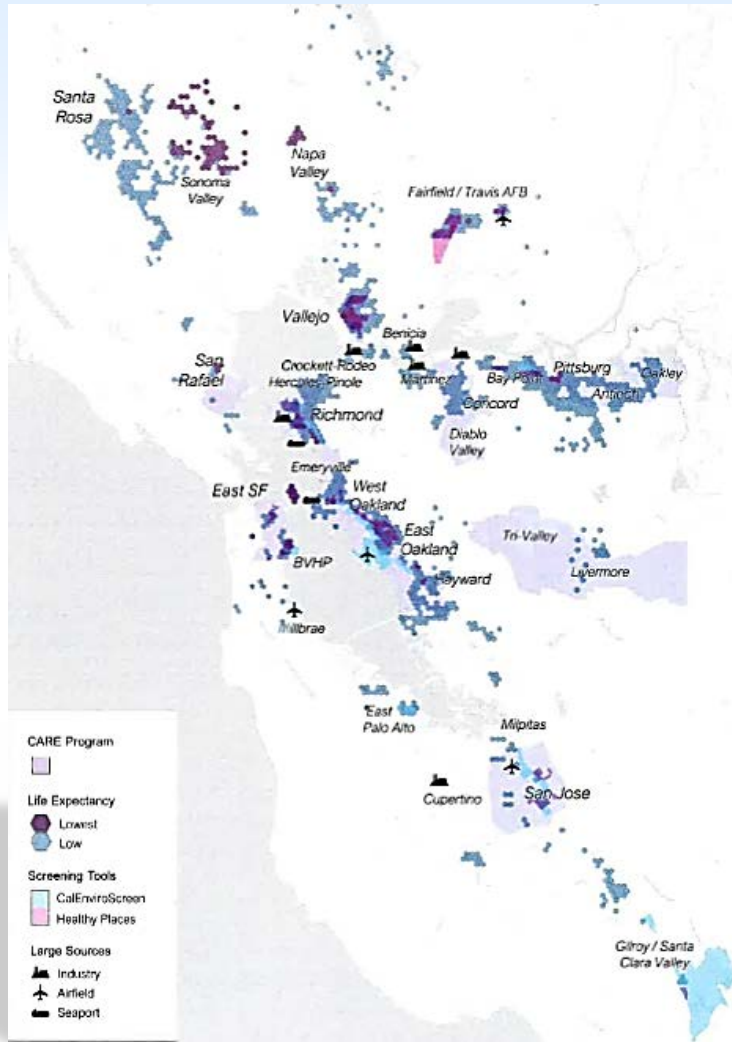 Santa
Rosa
Sonoma
Valley
Napa
Valley
Fairfield / Travis AFB
Vallejo
Benicia
San
Rafael
Crockett-Rodeo
Hercules-Pinole
Martinez
Bay Point
Pittsburg
Antioch
Oakley
Richmond
Concord
Diablo
Valley
Emeryville
East SF
West
Oakland
East
Oakland
Tri-Valley
BVHP
Hayward
Livermore
Millbrae
East
Palo Alto
Milpitas
Cupertino
San Jose
Gilroy / Santa
Clara Valley
CARE Program
Life Expectancy
Lowest
Low
Screening Tools
CalEnviroScreen
Healthy Places
Large Sources
Industry
Airfield
Seaport